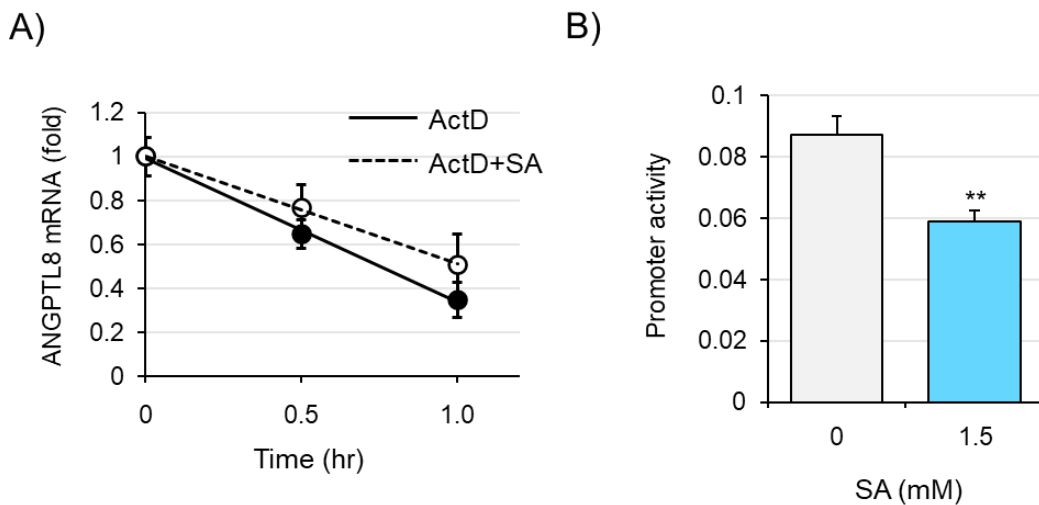 A)
ANGPTL8 mRNA (fold)
1.2
1
0.8
0.6
0.4
0.2
0
ActD
ActD+SA
0
0.5
1.0
Time (hr)
B)
Promoter activity
0.1
0.08
0.06
0.04
0.02
0
**
0
1.5
SA (mM)